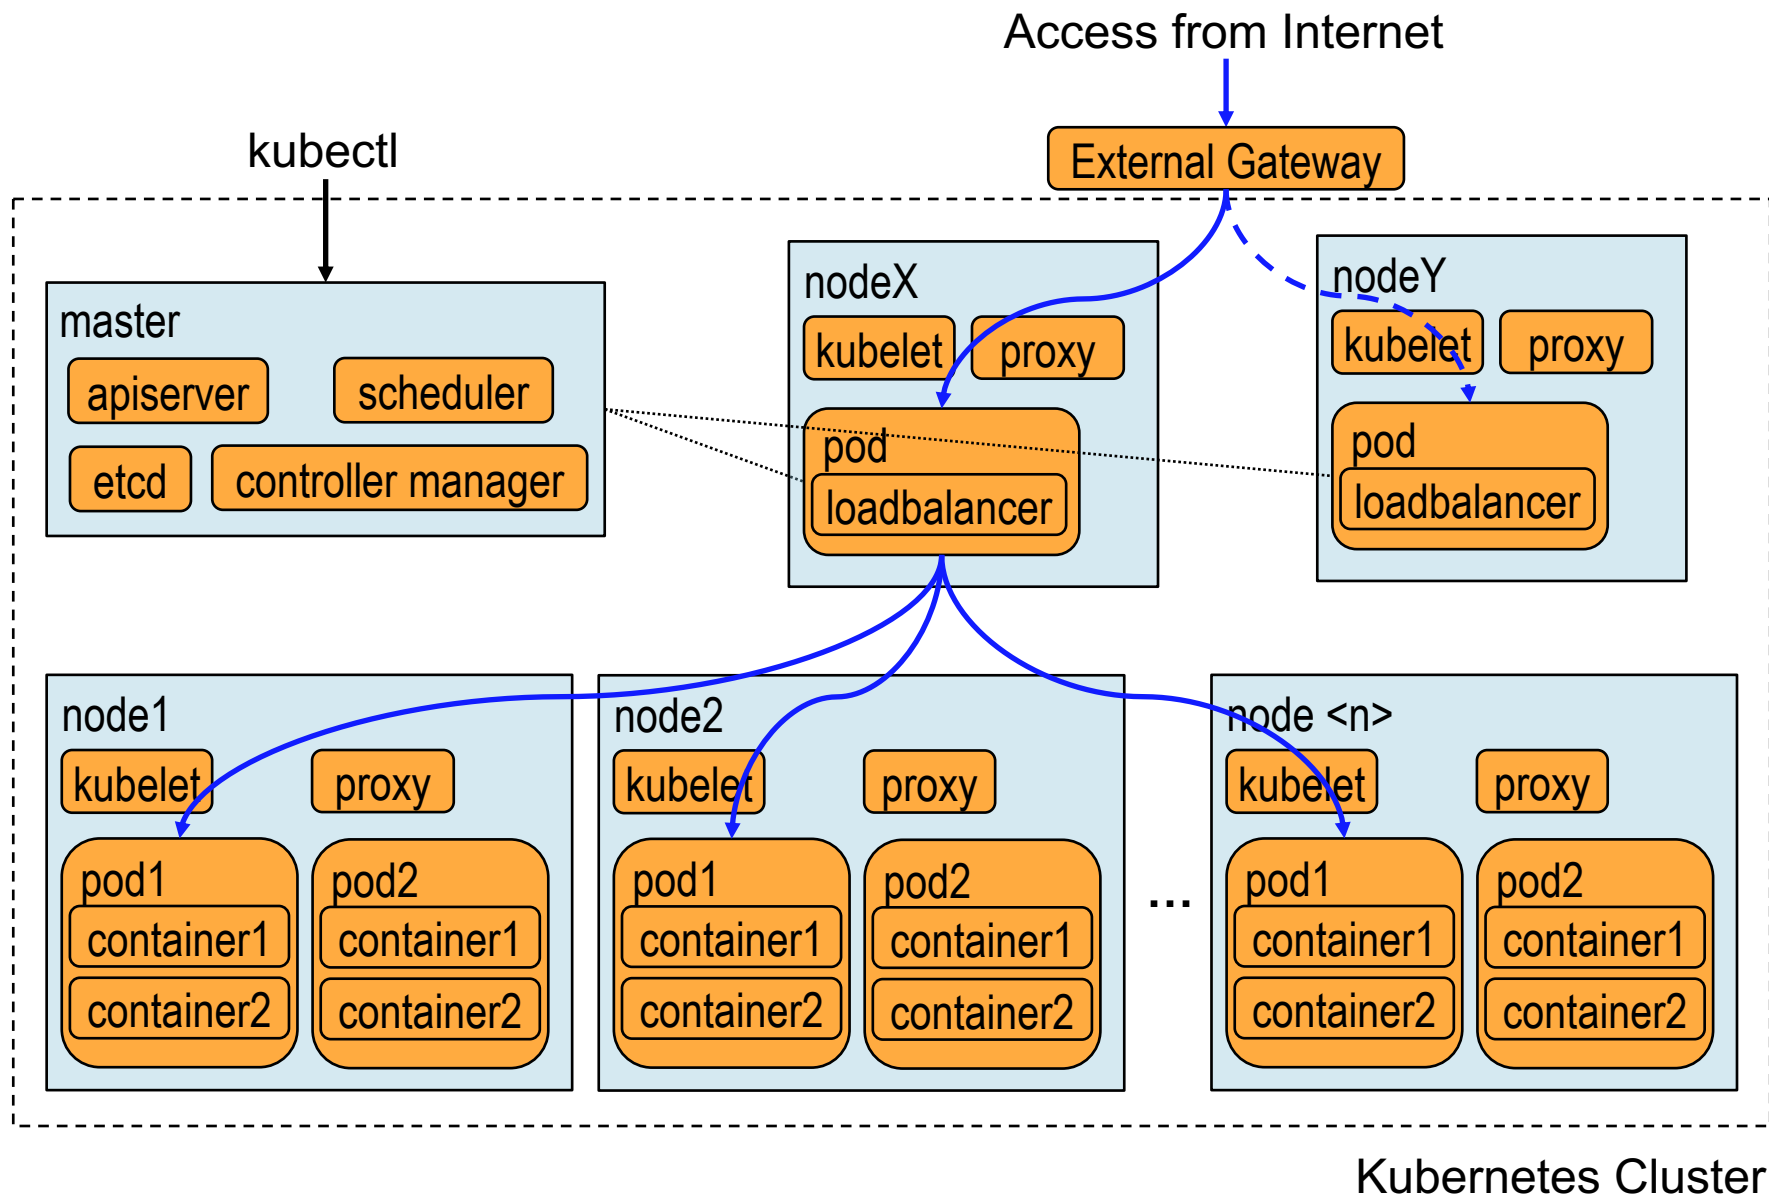 Access from Internet
kubectl
External Gateway
master
apiserver
scheduler
etcd
controller manager
nodeX
kubelet
proxy
pod
loadbalancer
nodeY
kubelet
proxy
pod
loadbalancer
node1
kubelet
proxy
pod1
container1
container2
pod2
container1
container2
node2
kubelet
proxy
pod1
container1
container2
pod2
container1
container2
...
node <n>
kubelet
proxy
pod1
container1
container2
pod2
container1
container2
Kubernetes Cluster